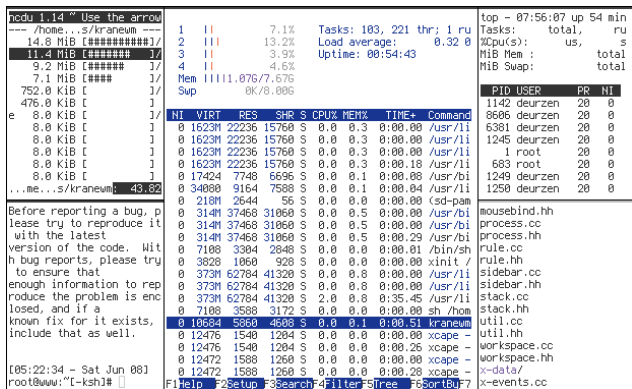 ncdu 1.14 ~ Use the arrow
--- /home...s/kranewm ---
14.8 MiB [##########]/
11.4 MiB [####### ]/
9.2 MiB [###### ]/
7.1 MiB [#### ]/
752.0 KiB [ ]/
476.0 KiB [ ]
e 8.0 KiB [ ]/
8.0 KiB [ ]
8.0 KiB [ ]
8.0 KiB [ ]/
8.0 KiB [ ]
8.0 KiB [ ]/
...me...s/kranewm: 43.82
Before reporting a bug, p
lease try to reproduce it
with the latest
version of the code. Wit
h bug reports, please try
to ensure that
enough information to rep
roduce the problem is enc
losed, and if a
known fix for it exists,
include that as well.
[05:22:34 - Sat Jun 08]
root@www:~[-ksh]#
1 || 7.1%
2 ||| 13.2%
3 || 3.9%
4 || 4.6%
Mem ||||1.07G/7.67G
Swp 0K/8.00G
Tasks: 103, 221 thr; 1 ru
Load average: 0.32 0
Uptime: 00:54:43
NI VIRT RES SHR S CPU% MEM% TIME+ Command
0 1623M 22236 15760 S 0.0 0.3 0:00.00 /usr/li
0 1623M 22236 15760 S 0.0 0.3 0:00.00 /usr/li
0 1623M 22236 15760 S 0.0 0.3 0:00.00 /usr/li
0 1623M 22236 15760 S 0.0 0.3 0:00.18 /usr/li
0 17424 7748 6696 S 0.0 0.1 0:00.08 /usr/bi
0 34080 9164 7588 S 0.0 0.1 0:00.04 /usr/li
0 218M 2644 56 S 0.0 0.0 0:00.00 (sd-pam
0 314M 37468 31060 S 0.0 0.5 0:00.00 /usr/bi
0 314M 37468 31060 S 0.0 0.5 0:00.00 /usr/bi
0 314M 37468 31060 S 0.0 0.5 0:00.29 /usr/bi
0 7108 3304 2848 S 0.0 0.0 0:00.01 /bin/sh
0 3828 1060 928 S 0.0 0.0 0:00.00 xinit /
0 373M 62784 41320 S 0.0 0.8 0:00.00 /usr/li
0 373M 62784 41320 S 0.0 0.8 0:00.00 /usr/li
0 373M 62784 41320 S 2.0 0.8 0:35.45 /usr/li
0 7108 3588 3172 S 0.0 0.0 0:00.00 sh /hom
0 10684 5860 4608 S 0.0 0.1 0:00.51 kranewm
0 12476 1540 1204 S 0.0 0.0 0:00.00 xcape -
0 12476 1540 1204 S 0.0 0.0 0:00.26 xcape -
0 12472 1588 1260 S 0.0 0.0 0:00.00 xcape -
0 12472 1588 1260 S 0.0 0.0 0:00.28 xcape -
F1Help F2Setup F3SearchF4FilterF5Tree F6SortByF7
top - 07:56:07 up 54 min
Tasks: total, ru
%Cpu(s): us, s
MiB Mem : total
MiB Swap: total
PID USER PR NI
1142 deurzen 20 0
8606 deurzen 20 0
6381 deurzen 20 0
1245 deurzen 20 0
1 root 20 0
683 root 20 0
1249 deurzen 20 0
1250 deurzen 20 0
mousebind.hh
process.cc
process.hh
rule.cc
rule.hh
sidebar.cc
sidebar.hh
stack.cc
stack.hh
util.cc
util.hh
workspace.cc
workspace.hh
x-data/
x-events.cc